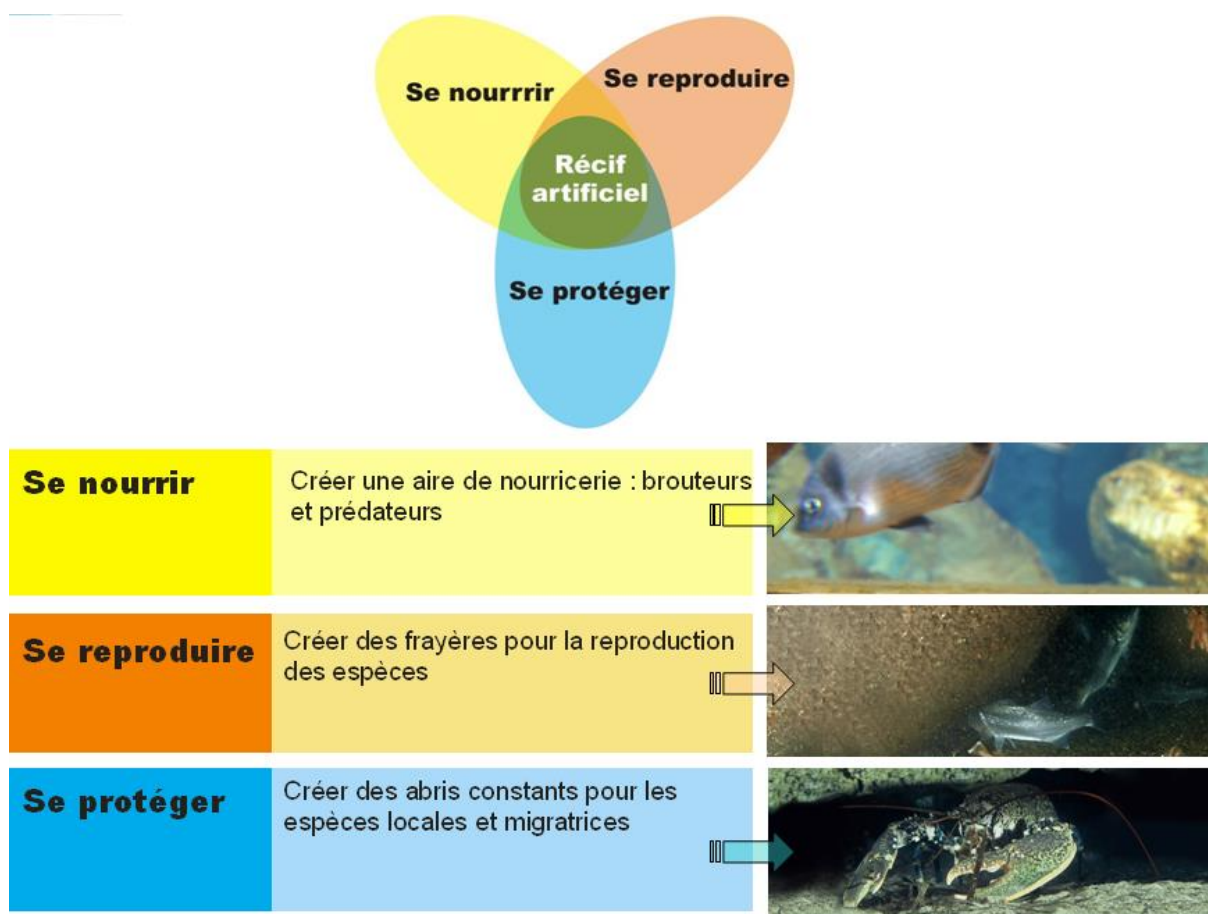 Se nourrrir
Se reproduire
Récif
artificiel
Se protéger
Se nourrir
Créer une aire de nourricerie : brouteurs
et prédateurs
Se reproduire
Créer des frayères pour la reproduction
des espèces
Se protéger
Créer des abris constants pour les
espèces locales et migratrices